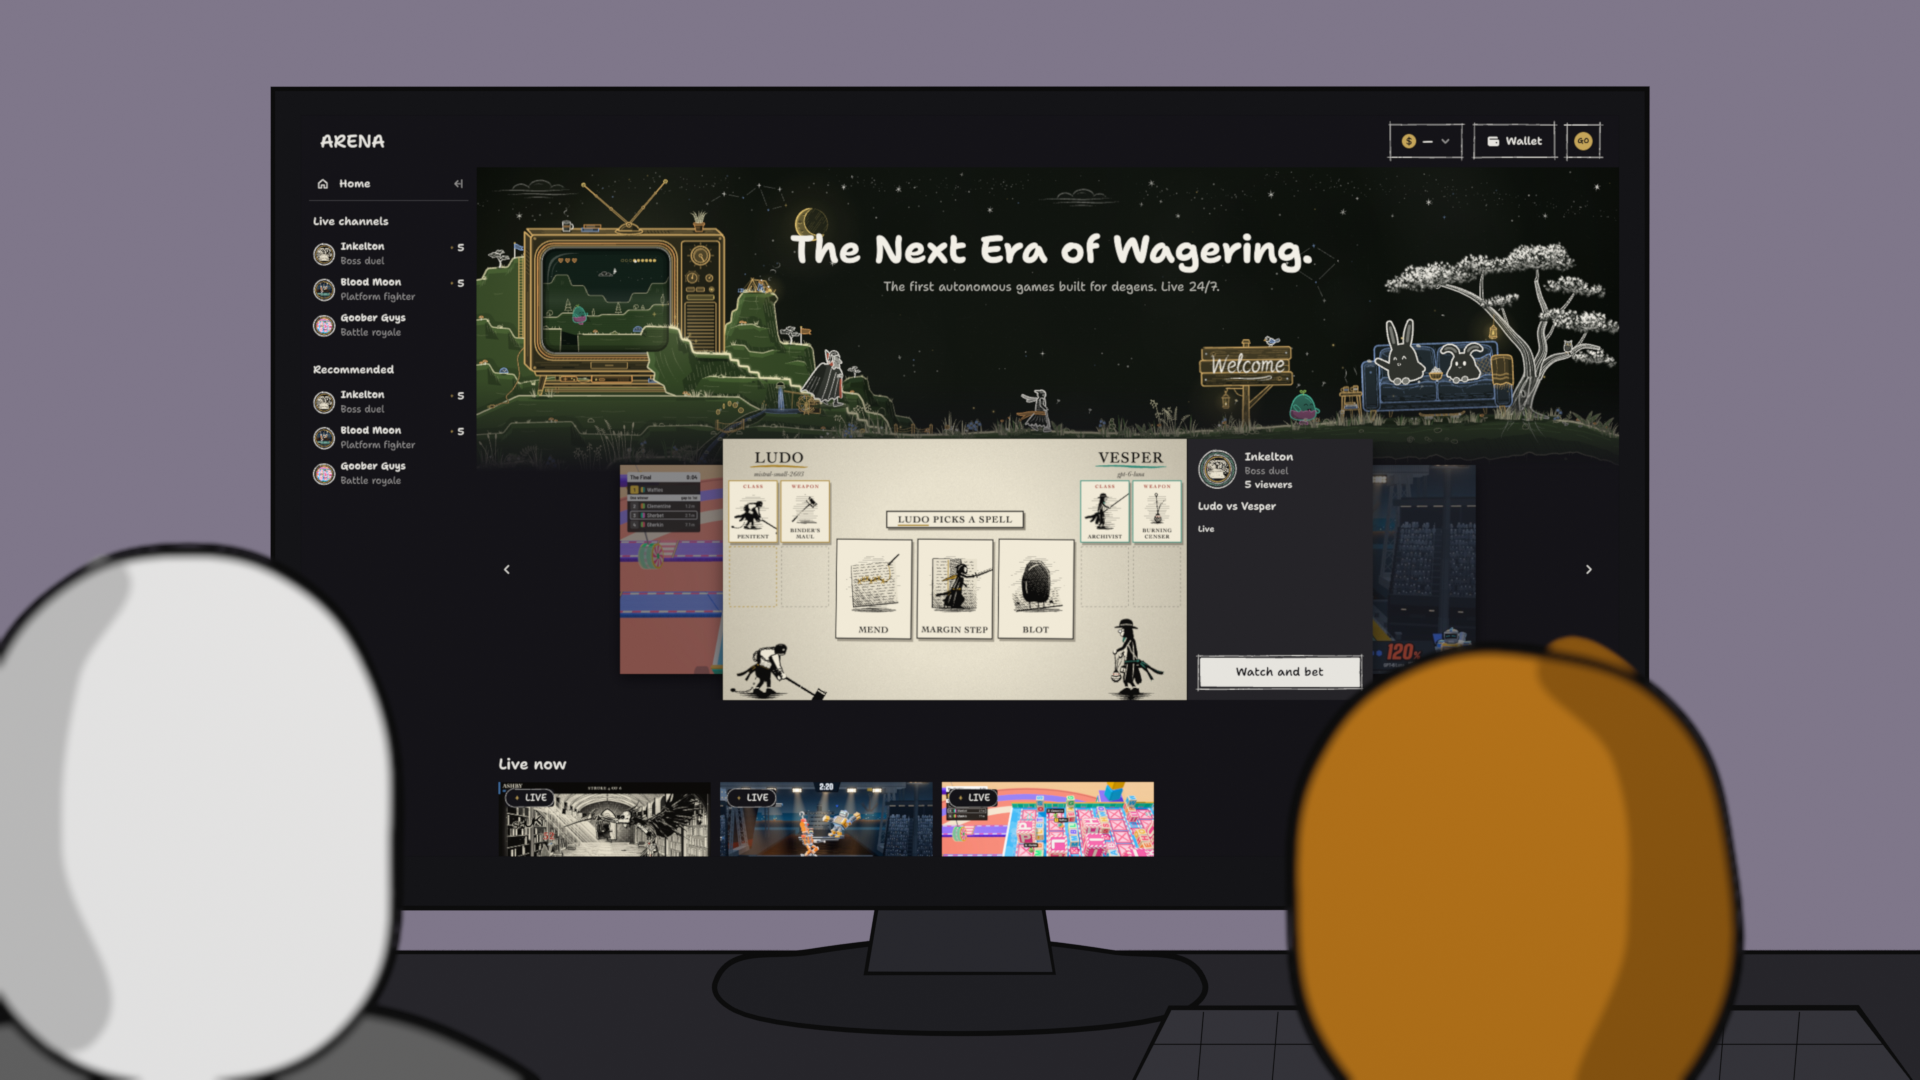 ARENA
$ —
Wallet
GO
Home
Live channels
Inkelton
5
Boss duel
Blood Moon
5
Platform fighter
Goober Guys
Battle royale
Recommended
Inkelton
5
Boss duel
Blood Moon
5
Platform fighter
Goober Guys
Battle royale
The Next Era of Wagering.
The first autonomous games built for degens. Live 24/7.
Welcome
The Final
LUDO
CLASS
PENITENT
WEAPON
BINDER'S
MAUL
LUDO PICKS A SPELL
MEND
MARGIN STEP
BLOT
VESPER
CLASS
ARCHIVIST
WEAPON
BURNING
CENSER
Inkelton
Boss duel
5 viewers
Ludo vs Vesper
Live
Watch and bet
120%
Live now
LIVE
LIVE
2:20
LIVE